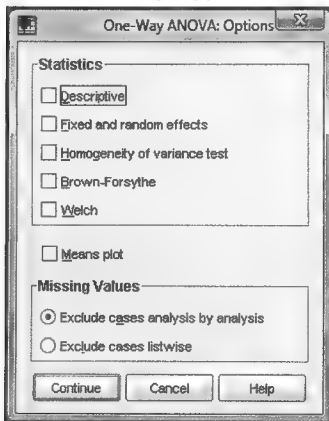 One-Way ANOVA: Options
Statistics
Descriptive
Fixed and random effects
Homogeneity of variance test
Brown-Forsythe
Welch
Means plot
Missing Values
Exclude cases analysis by analysis
Exclude cases listwise
Continue Cancel Help